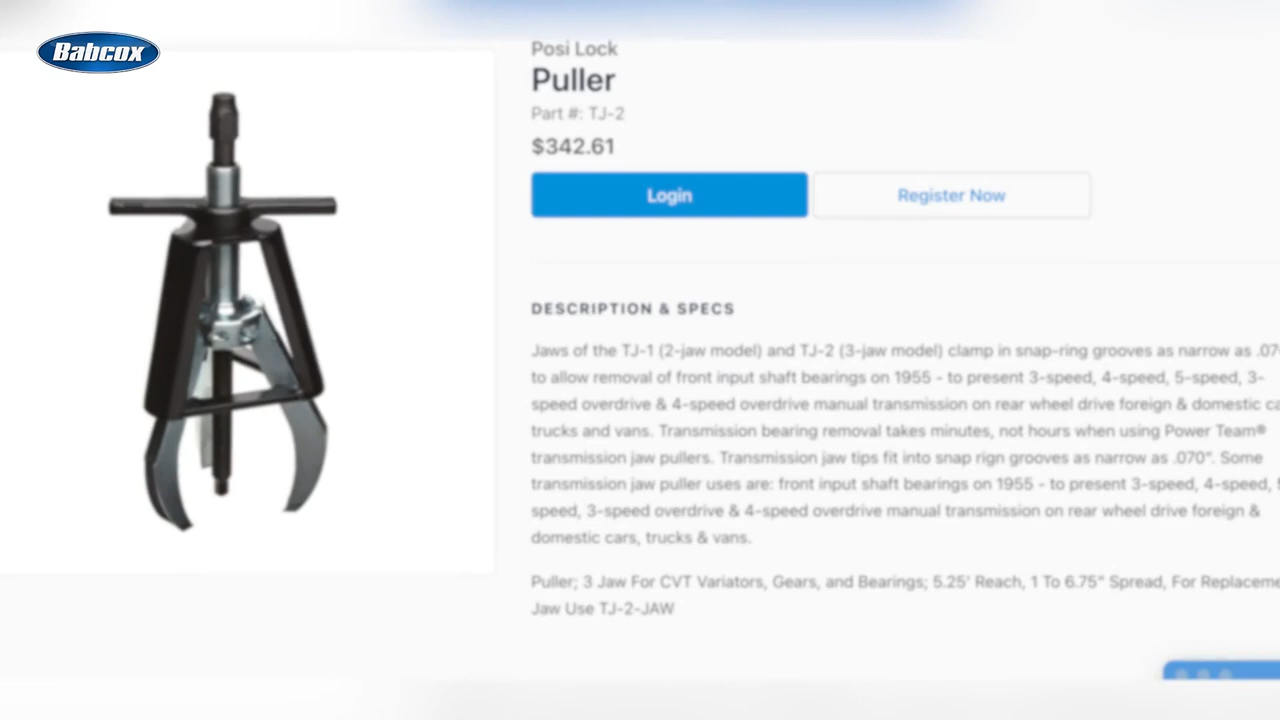 Babcox
Posi Lock
Puller
Part #: TJ-2
$342.61
Login
Register Now
DESCRIPTION & SPECS
Jaws of the TJ-1 (2-jaw model) and TJ-2 (3-jaw model) clamp in snap-ring grooves as narrow as
to allow removal of front input shaft bearings on 1955 - to present 3-speed, 4-speed, 5-speed, 3-
speed overdrive & 4-speed overdrive manual transmission on rear wheel drive foreign & domestic
trucks and vans. Transmission bearing removal takes minutes, not hours when using Power Team®
transmission jaw pullers. Transmission jaw tips fit into snap rign grooves as narrow as .070". Some
transmission jaw puller uses are: front input shaft bearings on 1955 - to present 3-speed, 4-speed,
speed, 3-speed overdrive & 4-speed overdrive manual transmission on rear wheel drive foreign &
domestic cars, trucks & vans.
Puller; 3 Jaw For CVT Variators, Gears, and Bearings; 5.25' Reach, 1 To 6.75" Spread, For
Jaw Use TJ-2-JAW